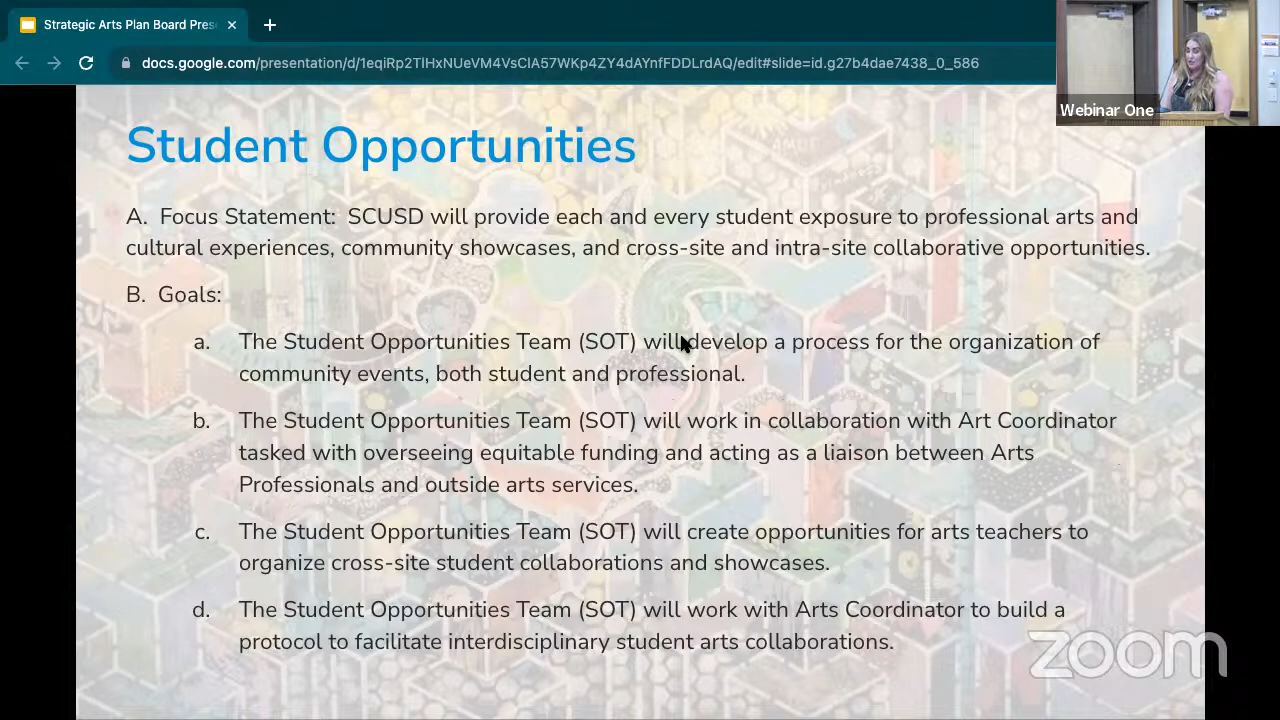 Strategic Arts Plan Board Pres
docs.google.com/presentation/d/1eqiRp2TIHxNUeVM4VsCIA57WKp4ZY4dAYnfFDDLrdAQ/edit#slide=id.g27b4dae7438_0_586
Webinar One
Student Opportunities
A. Focus Statement: SCUSD will provide each and every student exposure to professional arts and
cultural experiences, community showcases, and cross-site and intra-site collaborative opportunities.
B. Goals:
a. The Student Opportunities Team (SOT) will develop a process for the organization of
community events, both student and professional.
b. The Student Opportunities Team (SOT) will work in collaboration with Art Coordinator
tasked with overseeing equitable funding and acting as a liaison between Arts
Professionals and outside arts services.
c. The Student Opportunities Team (SOT) will create opportunities for arts teachers to
organize cross-site student collaborations and showcases.
d. The Student Opportunities Team (SOT) will work with Arts Coordinator to build a
protocol to facilitate interdisciplinary student arts collaborations.
zoom